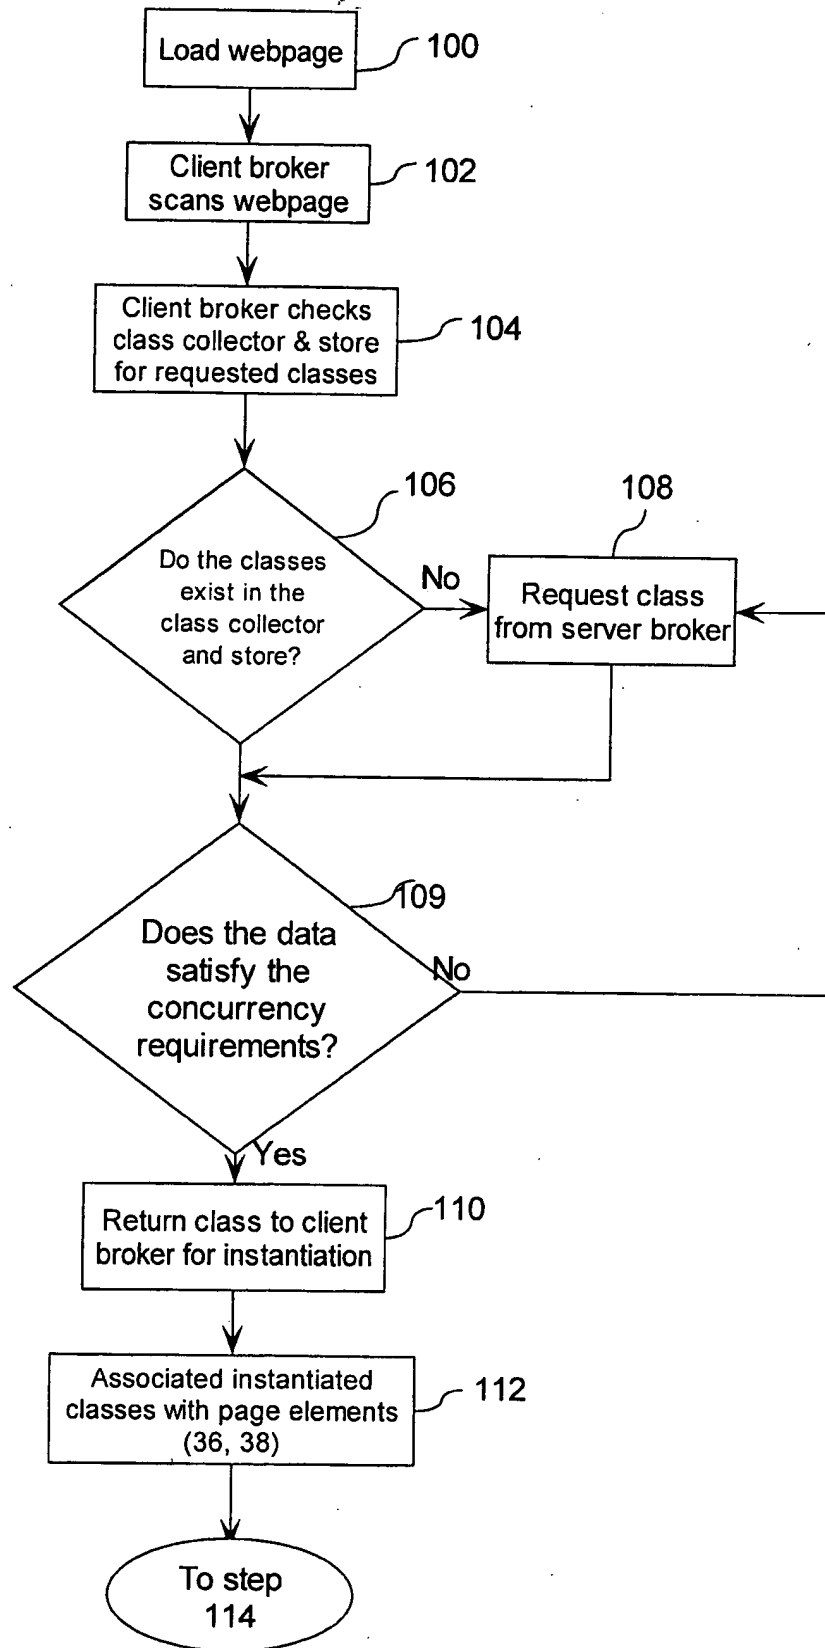 Load webpage
100
Client broker
scans webpage
102
Client broker checks
class collector & store
for requested classes
104
106
108
Do the classes
exist in the
class collector
and store?
No
Request class
from server broker
109
Does the data
satisfy the
concurrency
requirements?
No
Yes
Return class to client
broker for instantiation
110
Associated instantiated
classes with page elements
(36, 38)
112
To step
114